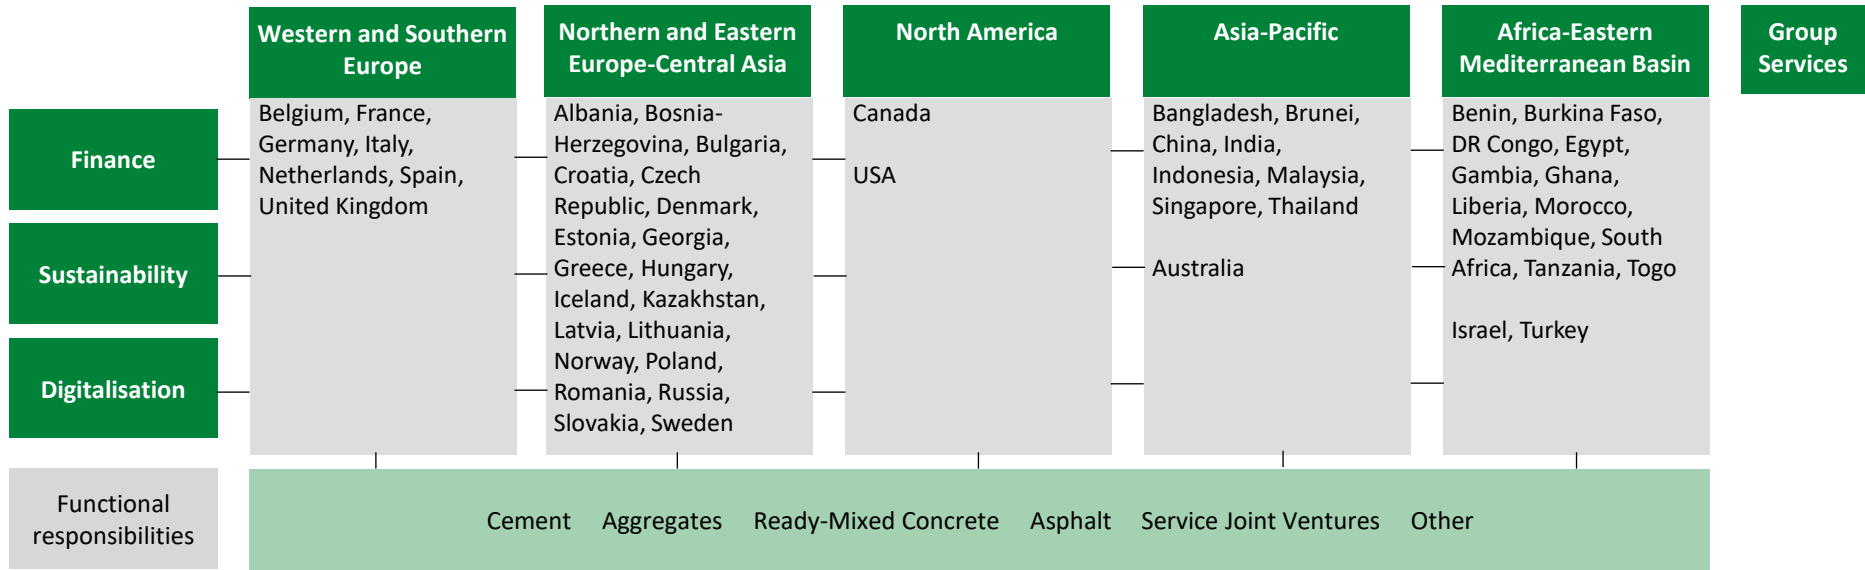 Western and Southern
Europe
Northern and Eastern
Europe-Central Asia
North America
Asia-Pacific
Africa-Eastern
Mediterranean Basin
Group
Services
Finance
Sustainability
Digitalisation
Belgium, France,
Germany, Italy,
Netherlands, Spain,
United Kingdom
Albania, Bosnia-
Herzegovina, Bulgaria,
Croatia, Czech
Republic, Denmark,
Estonia, Georgia,
Greece, Hungary,
Iceland, Kazakhstan,
Latvia, Lithuania,
Norway, Poland,
Romania, Russia,
Slovakia, Sweden
Canada
USA
Bangladesh, Brunei,
China, India,
Indonesia, Malaysia,
Singapore, Thailand
Australia
Benin, Burkina Faso,
DR Congo, Egypt,
Gambia, Ghana,
Liberia, Morocco,
Mozambique, South
Africa, Tanzania, Togo
Israel, Turkey
Functional
responsibilities
Cement Aggregates Ready-Mixed Concrete Asphalt Service Joint Ventures Other